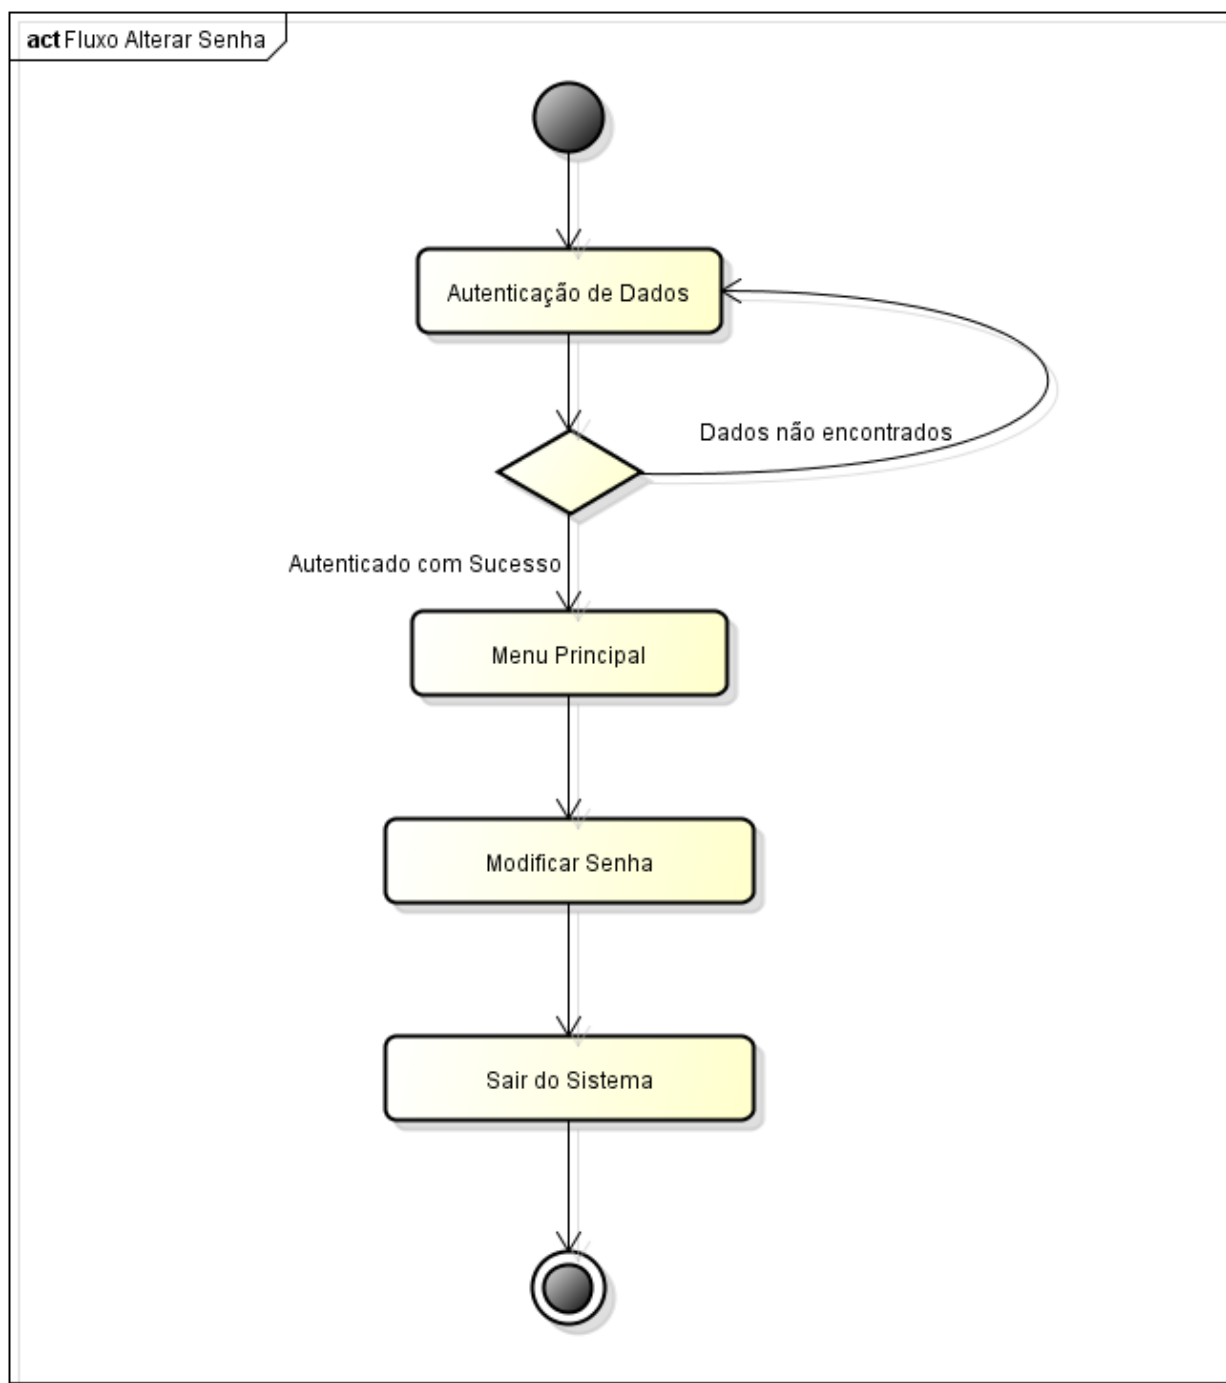 act Fluxo Alterar Senha
Autenticação de Dados
Dados não encontrados
Autenticado com Sucesso
Menu Principal
Modificar Senha
Sair do Sistema